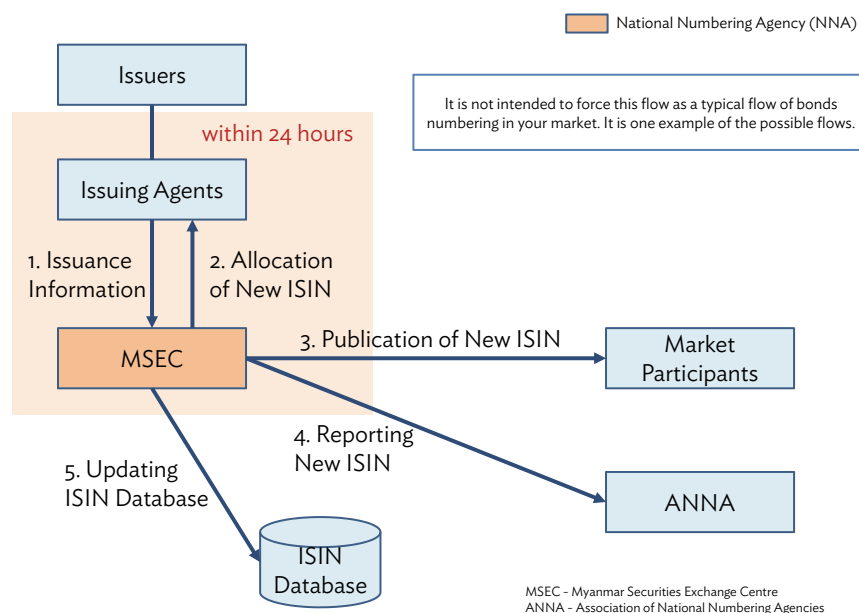 National Numbering Agency (NNA)
Issuers
It is not intended to force this flow as a typical flow of bonds
numbering in your market. It is one example of the possible flows.
within 24 hours
Issuing Agents
1. Issuance
Information
2. Allocation
of New ISIN
3. Publication of New ISIN
MSEC
Market
Participants
4. Reporting
New ISIN
5. Updating
ISIN Database
ANNA
ISIN
Database
MSEC - Myanmar Securities Exchange Centre
ANNA - Association of National Numbering Agencies